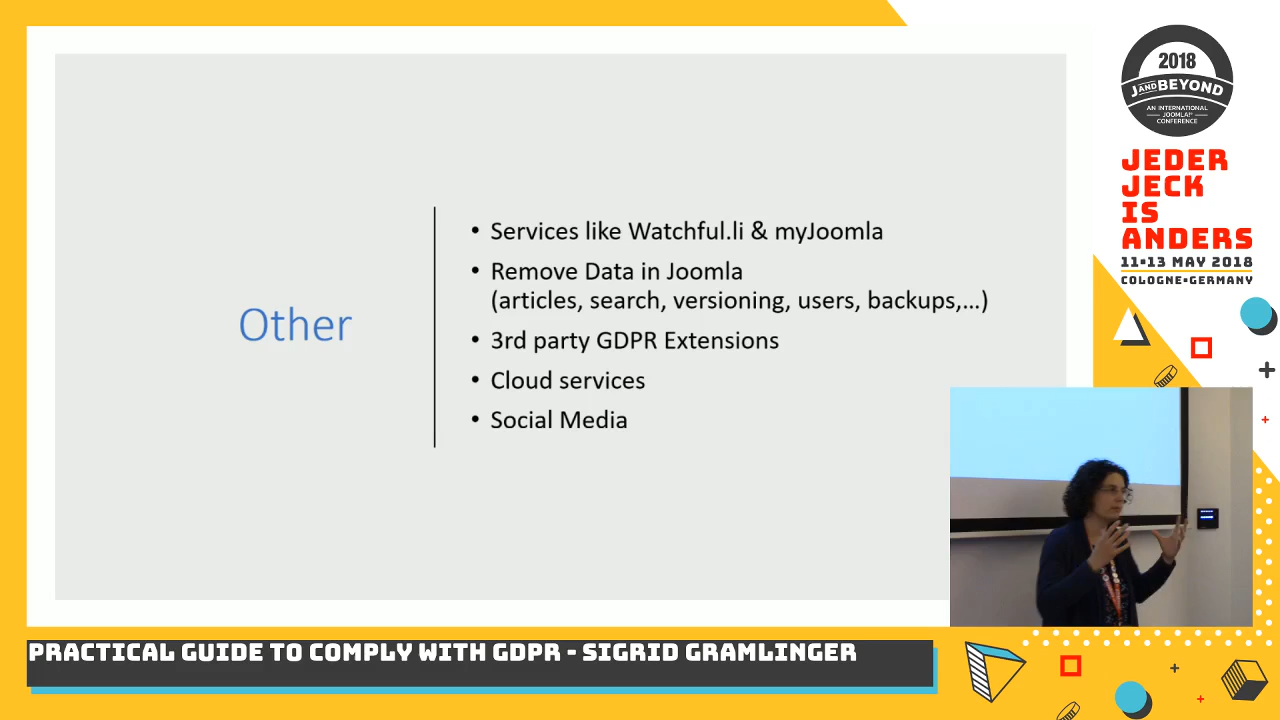 Other
• Services like Watchful.li & myJoomla
• Remove Data in Joomla
(articles, search, versioning, users, backups,...)
• 3rd party GDPR Extensions
• Cloud services
• Social Media
2018
J AND BEYOND
AN INTERNATIONAL
JOOMLA!®
CONFERENCE
JEDER
JECK
IS
ANDERS
11-13 MAY 2018
COLOGNE•GERMANY
PRACTICAL GUIDE TO COMPLY WITH GDPR - SIGRID GRAMLINGER